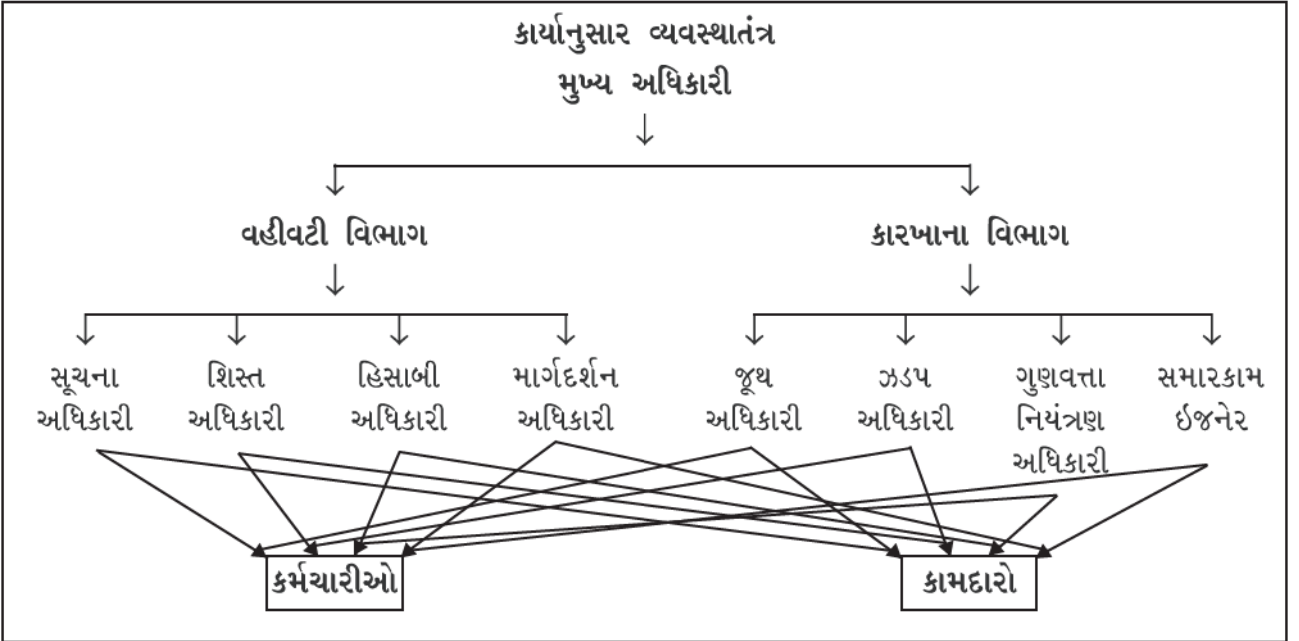 કાર્યાનુસાર વ્યવસ્થાતંત્ર
મુખ્ય અધિકારી
વહીવટી વિભાગ
કારખાના વિભાગ
સૂચના
અધિકારી
શિસ્ત
અધિકારી
હિસાબી
અધિકારી
માર્ગદર્શન
અધિકારી
જૂથ
અધિકારી
ઝડપ
અધિકારી
ગુણવત્તા
નિયંત્રણ
અધિકારી
સમારકામ
ઇજનેર
કર્મચારીઓ
કામદારો